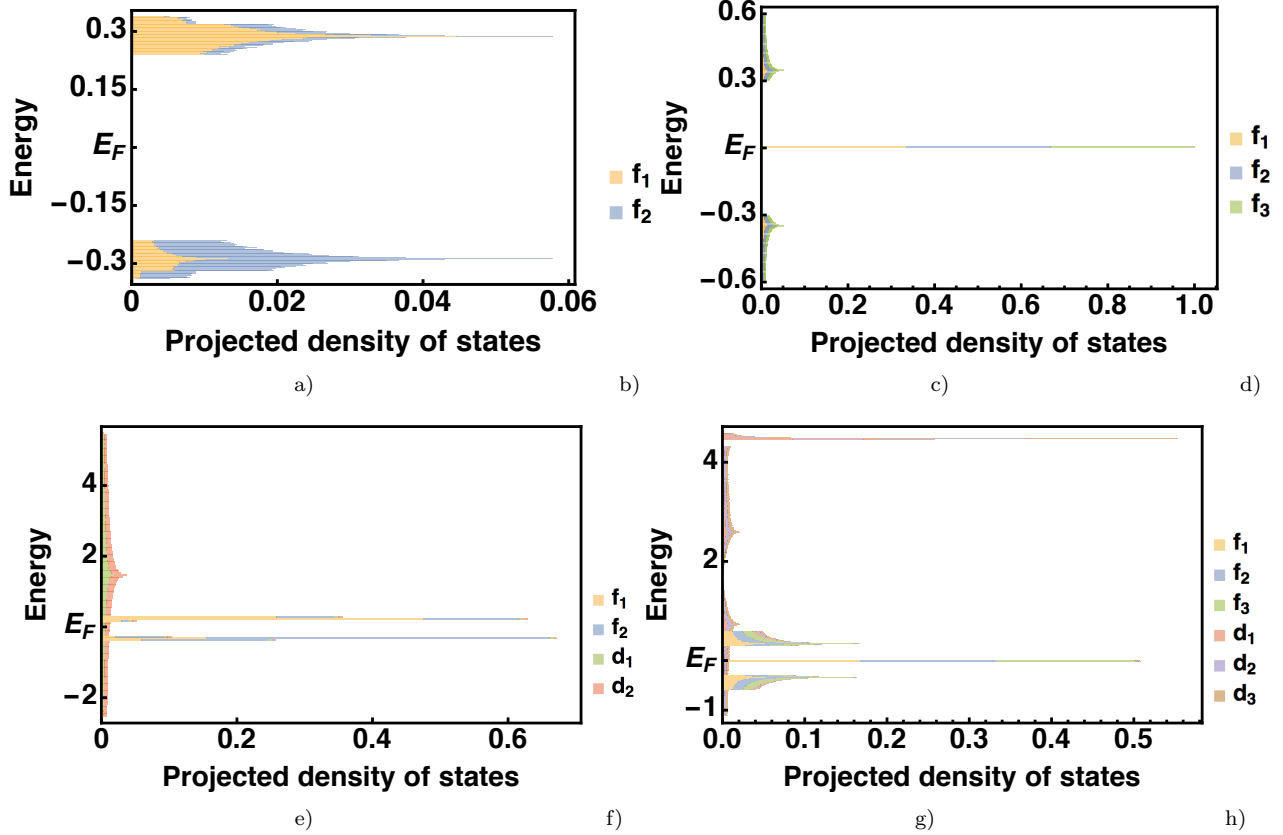 0.3
0.15
E_F
−0.15
−0.3
Energy
0 0.02 0.04 0.06
Projected density of states
f1
f2
0.6
0.3
E_F
−0.3
−0.6
Energy
0.0 0.2 0.4 0.6 0.8 1.0
Projected density of states
f1
f2
f3
a) b) c) d)
4
2
E_F
−2
Energy
0 0.2 0.4 0.6
Projected density of states
f1
f2
d1
d2
4
2
E_F
−1
Energy
0.0 0.1 0.2 0.3 0.4 0.5
Projected density of states
f1
f2
f3
d1
d2
d3
e) f) g) h)